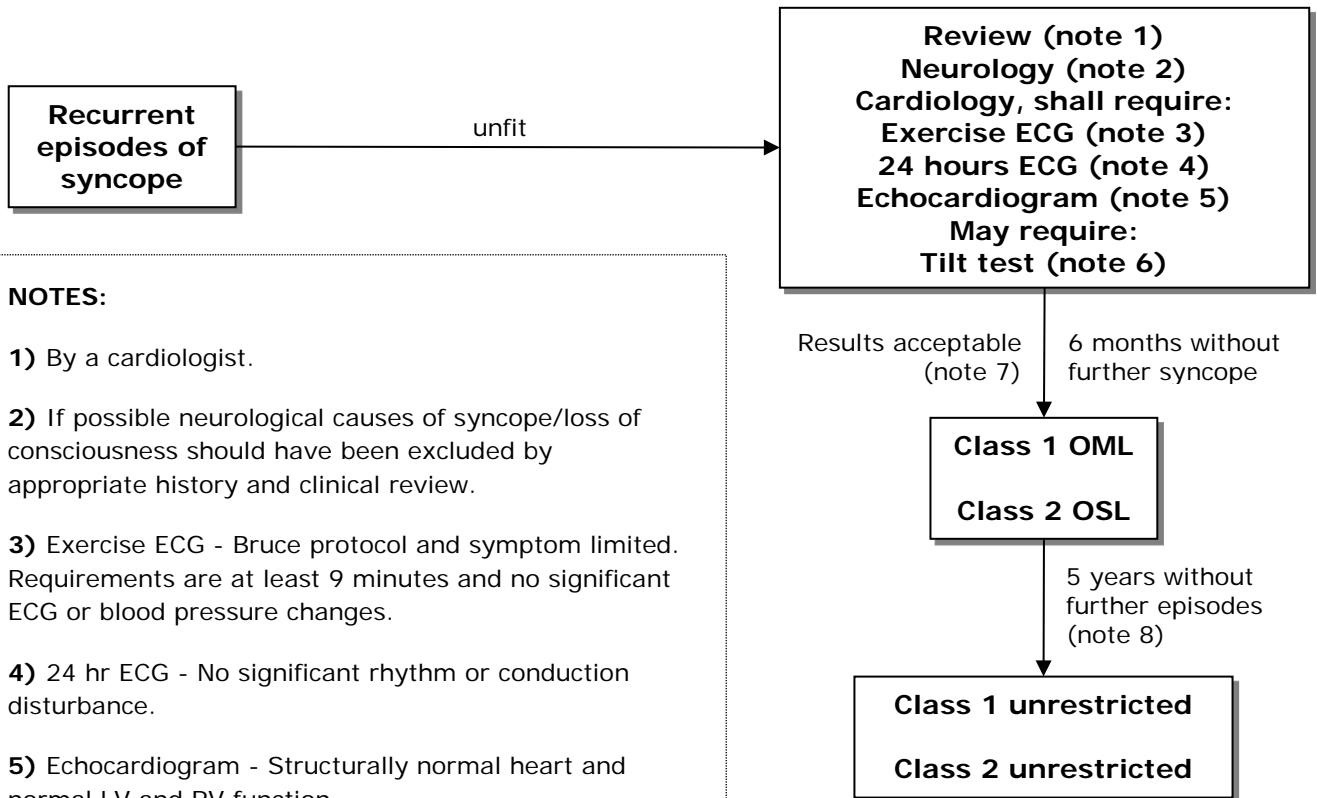 Recurrent
episodes of
syncope
unfit
Review (note 1)
Neurology (note 2)
Cardiology, shall require:
Exercise ECG (note 3)
24 hours ECG (note 4)
Echocardiogram (note 5)
May require:
Tilt test (note 6)
Results acceptable
(note 7)
6 months without
further syncope
Class 1 OML
Class 2 OSL
5 years without
further episodes
(note 8)
Class 1 unrestricted
Class 2 unrestricted
NOTES:
1) By a cardiologist.
2) If possible neurological causes of syncope/loss of
consciousness should have been excluded by
appropriate history and clinical review.
3) Exercise ECG - Bruce protocol and symptom limited.
Requirements are at least 9 minutes and no significant
ECG or blood pressure changes.
4) 24 hr ECG - No significant rhythm or conduction
disturbance.
5) Echocardiogram - Structurally normal heart and
normal LV and RV function